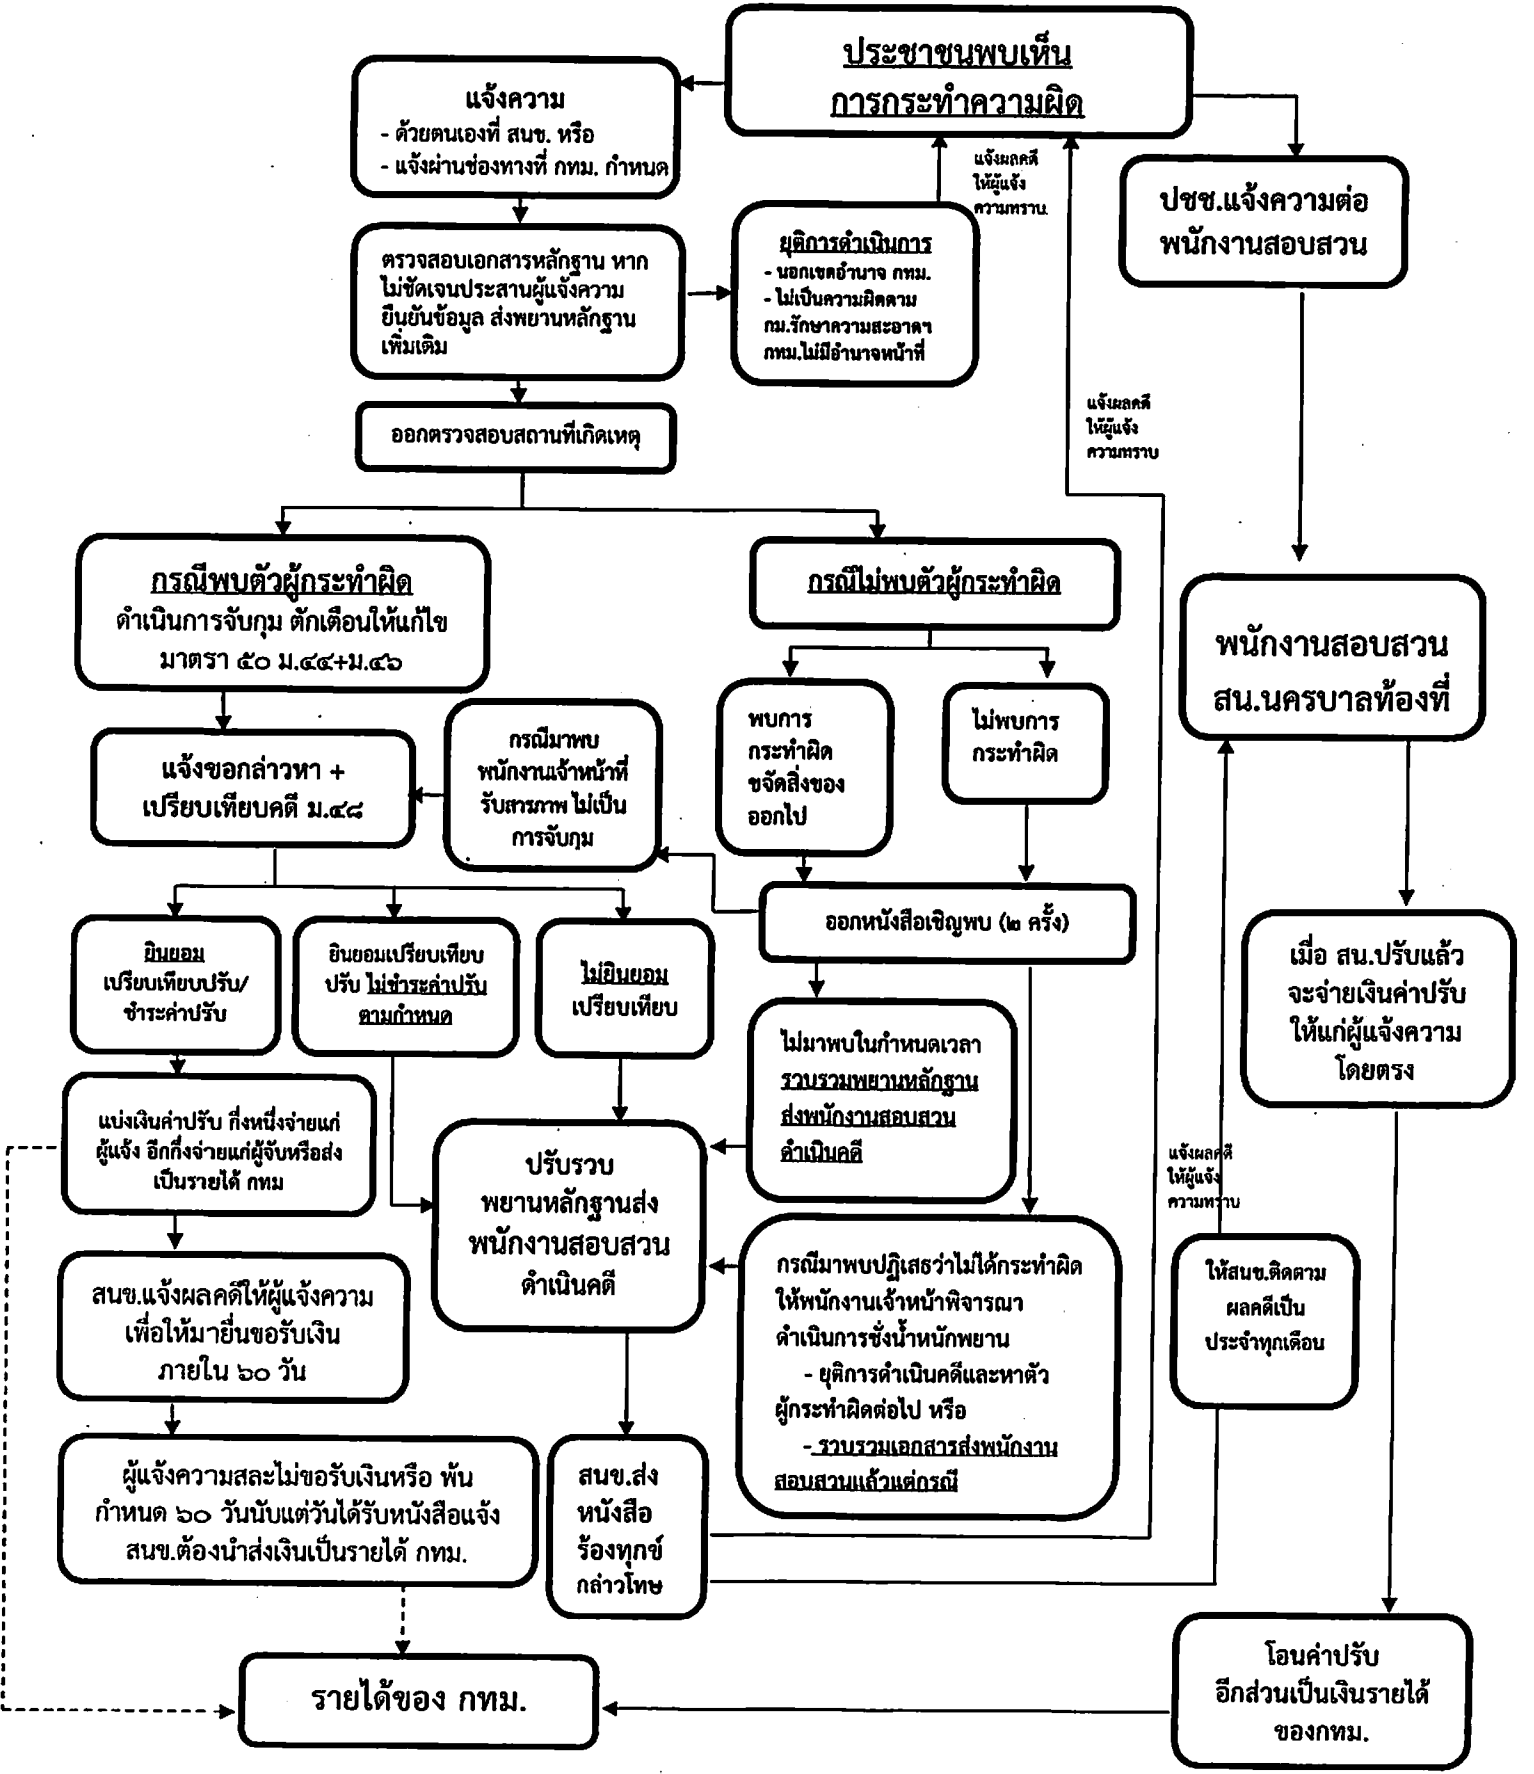 ประชาชนพบเห็น
การกระทำความผิด
แจ้งความ
- ด้วยตนเองที่ สนข. หรือ
- แจ้งผ่านช่องทางที่ กทม. กำหนด
แจ้งผลคดี
ให้ผู้แจ้ง
ความทราบ
ปชช.แจ้งความต่อ
พนักงานสอบสวน
ตรวจสอบเอกสารหลักฐาน หาก
ไม่ชัดเจนประสานผู้แจ้งความ
ยืนยันข้อมูล ส่งพยานหลักฐาน
เพิ่มเติม
ยุติการดำเนินการ
- นอกเขตอำนาจ กทม.
- ไม่เป็นความผิดตาม
กม.รักษาความสะอาดฯ
กทม.ไม่มีอำนาจหน้าที่
แจ้งผลคดี
ให้ผู้แจ้ง
ความทราบ
ออกตรวจสอบสถานที่เกิดเหตุ
กรณีพบตัวผู้กระทำผิด
ดำเนินการจับกุม ตักเตือนให้แก้ไข
มาตรา ๕๐ ม.๔๔+ม.๔๖
กรณีไม่พบตัวผู้กระทำผิด
พนักงานสอบสวน
สน.นครบาลท้องที่
แจ้งขอกล่าวหา +
เปรียบเทียบคดี ม.๔๘
กรณีมาพบ
พนักงานเจ้าหน้าที่
รับสารภาพ ไม่เป็น
การจับกุม
พบการ
กระทำผิด
ขจัดสิ่งของ
ออกไป
ไม่พบการ
กระทำผิด
ออกหนังสือเชิญพบ (๒ ครั้ง)
ยินยอม
เปรียบเทียบปรับ/
ชำระค่าปรับ
ยินยอมเปรียบเทียบ
ปรับ ไม่ชำระค่าปรับ
ตามกำหนด
ไม่ยินยอม
เปรียบเทียบ
เมื่อ สน.ปรับแล้ว
จะจ่ายเงินค่าปรับ
ให้แก่ผู้แจ้งความ
โดยตรง
ไม่มาพบในกำหนดเวลา
รวบรวมพยานหลักฐาน
ส่งพนักงานสอบสวน
ดำเนินคดี
แบ่งเงินค่าปรับ กึ่งหนึ่งจ่ายแก่
ผู้แจ้ง อีกกึ่งจ่ายแก่ผู้จับหรือส่ง
เป็นรายได้ กทม
ปรับรวบ
พยานหลักฐานส่ง
พนักงานสอบสวน
ดำเนินคดี
แจ้งผลคดี
ให้ผู้แจ้ง
ความทราบ
สนข.แจ้งผลคดีให้ผู้แจ้งความ
เพื่อให้มายื่นขอรับเงิน
ภายใน ๖๐ วัน
กรณีมาพบปฏิเสธว่าไม่ได้กระทำผิด
ให้พนักงานเจ้าหน้าพิจารณา
ดำเนินการชั่งน้ำหนักพยาน
- ยุติการดำเนินคดีและหาตัว
ผู้กระทำผิดต่อไป หรือ
- รวบรวมเอกสารส่งพนักงาน
สอบสวนแล้วแต่กรณี
ให้สนข.ติดตาม
ผลคดีเป็น
ประจำทุกเดือน
ผู้แจ้งความสละไม่ขอรับเงินหรือ พ้น
กำหนด ๖๐ วันนับแต่วันได้รับหนังสือแจ้ง
สนข.ต้องนำส่งเงินเป็นรายได้ กทม.
สนข.ส่ง
หนังสือ
ร้องทุกข์
กล่าวโทษ
รายได้ของ กทม.
โอนค่าปรับ
อีกส่วนเป็นเงินรายได้
ของกทม.